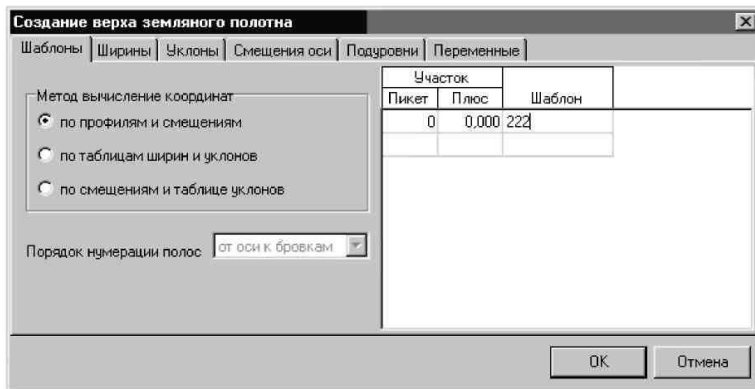 Создание верха земляного полотна
Шаблоны Ширины Уклоны Смещения оси Подуровни Переменные
Метод вычисление координат
по профилям и смещениям
по таблицам ширин и уклонов
по смещениям и таблице уклонов
Порядок нумерации полос от оси к бровкам
Участок
Пикет Плюс Шаблон
0 0,000 222
OK Отмена